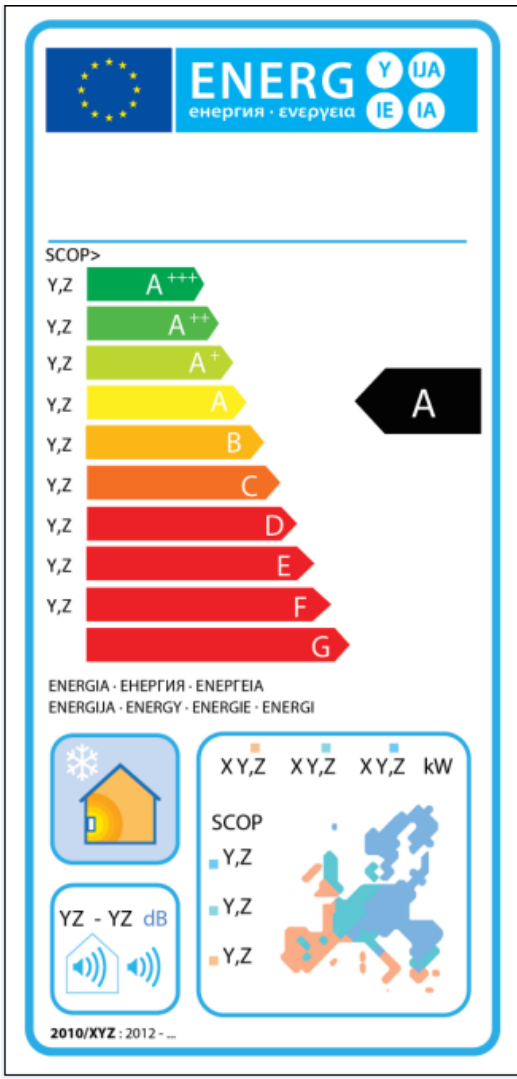 ENERG Y IJA
енергия · ενεργεια IE IA
SCOP>
Y,Z A+++
Y,Z A++
Y,Z A+
Y,Z A A
Y,Z B
Y,Z C
Y,Z D
Y,Z E
Y,Z F
G
ENERGIA · ЕНЕРГИЯ · ΕΝΕΡΓΕΙΑ
ENERGIJA · ENERGY · ENERGIE · ENERGI
XY,Z XY,Z XY,Z kW
SCOP
Y,Z
Y,Z
Y,Z
YZ - YZ dB
2010/XYZ : 2012 - ...